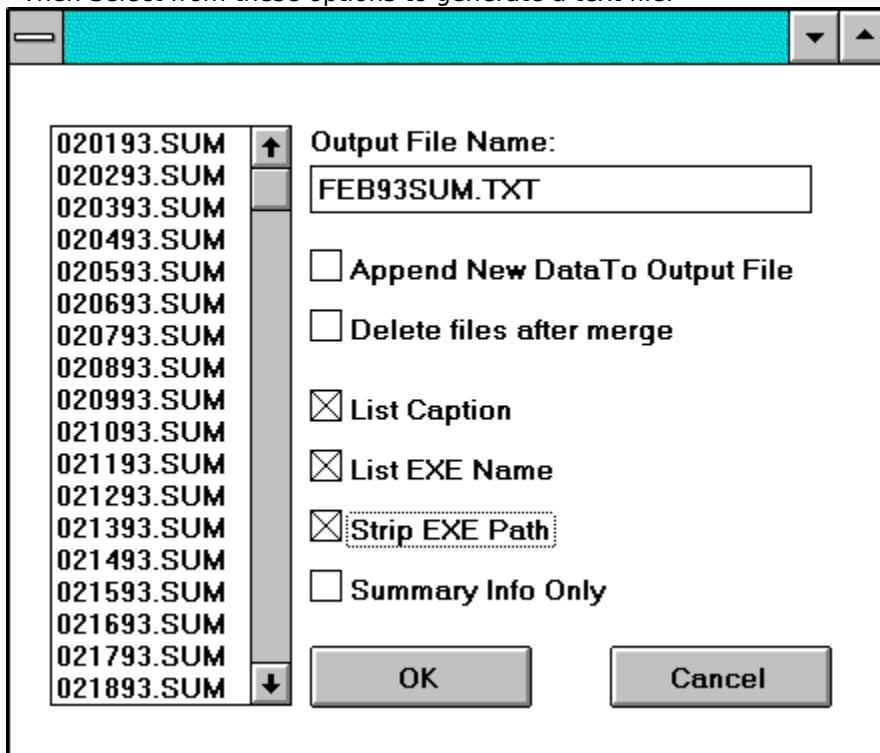 Then Select from these options to generate a text file.
020193.SUM
020293.SUM
020393.SUM
020493.SUM
020593.SUM
020693.SUM
020793.SUM
020893.SUM
020993.SUM
021093.SUM
021193.SUM
021293.SUM
021393.SUM
021493.SUM
021593.SUM
021693.SUM
021793.SUM
021893.SUM
Output File Name:
FEB93SUM.TXT
Append New DataTo Output File
Delete files after merge
List Caption
List EXE Name
Strip EXE Path
Summary Info Only
OK
Cancel